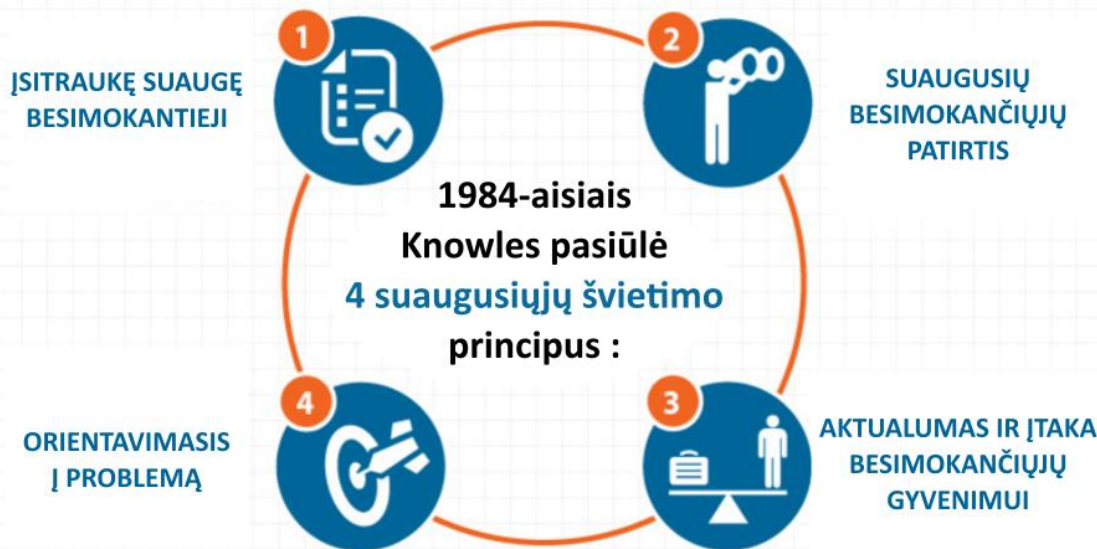 1
ĮSITRAUKĘ SUAUGĘ
BESIMOKANTIEJI
2
SUAUGUSIŲ
BESIMOKANČIŲJŲ
PATIRTIS
1984-aisiais
Knowles pasiūlė
4 suaugusiųjų švietimo
principus :
4
ORIENTAVIMASIS
Į PROBLEMĄ
3
AKTUALUMAS IR ĮTAKA
BESIMOKANČIŲJŲ
GYVENIMUI